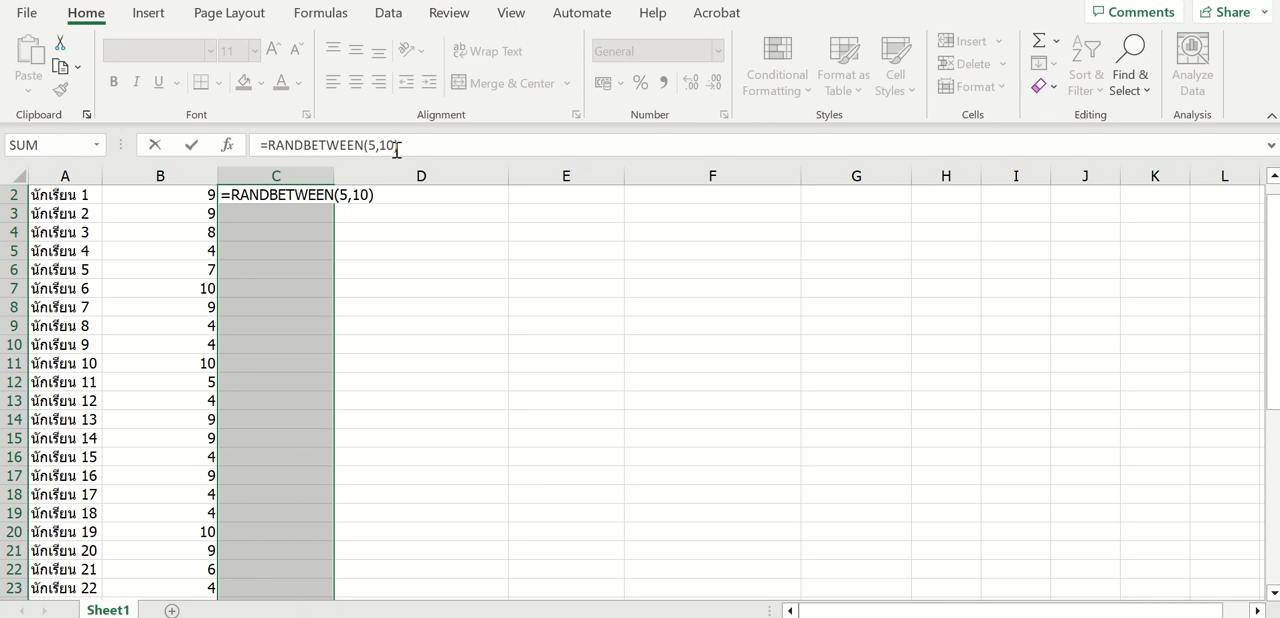 File Home Insert Page Layout Formulas Data Review View Automate Help Acrobat Comments Share
11 A^ Aˇ Wrap Text General Insert
Paste Conditional Format as Cell Delete Sort & Find & Analyze
B I U A Merge & Center % Formatting Table Styles Format Filter Select Data
Clipboard Font Alignment Number Styles Cells Editing Analysis
SUM fx =RANDBETWEEN(5,10)
A B C D E F G H I J K L
2 นักเรียน 1 9 =RANDBETWEEN(5,10)
3 นักเรียน 2 9
4 นักเรียน 3 8
5 นักเรียน 4 4
6 นักเรียน 5 7
7 นักเรียน 6 10
8 นักเรียน 7 9
9 นักเรียน 8 4
10 นักเรียน 9 4
11 นักเรียน 10 10
12 นักเรียน 11 5
13 นักเรียน 12 4
14 นักเรียน 13 9
15 นักเรียน 14 9
16 นักเรียน 15 4
17 นักเรียน 16 9
18 นักเรียน 17 4
19 นักเรียน 18 4
20 นักเรียน 19 10
21 นักเรียน 20 9
22 นักเรียน 21 6
23 นักเรียน 22 4
Sheet1